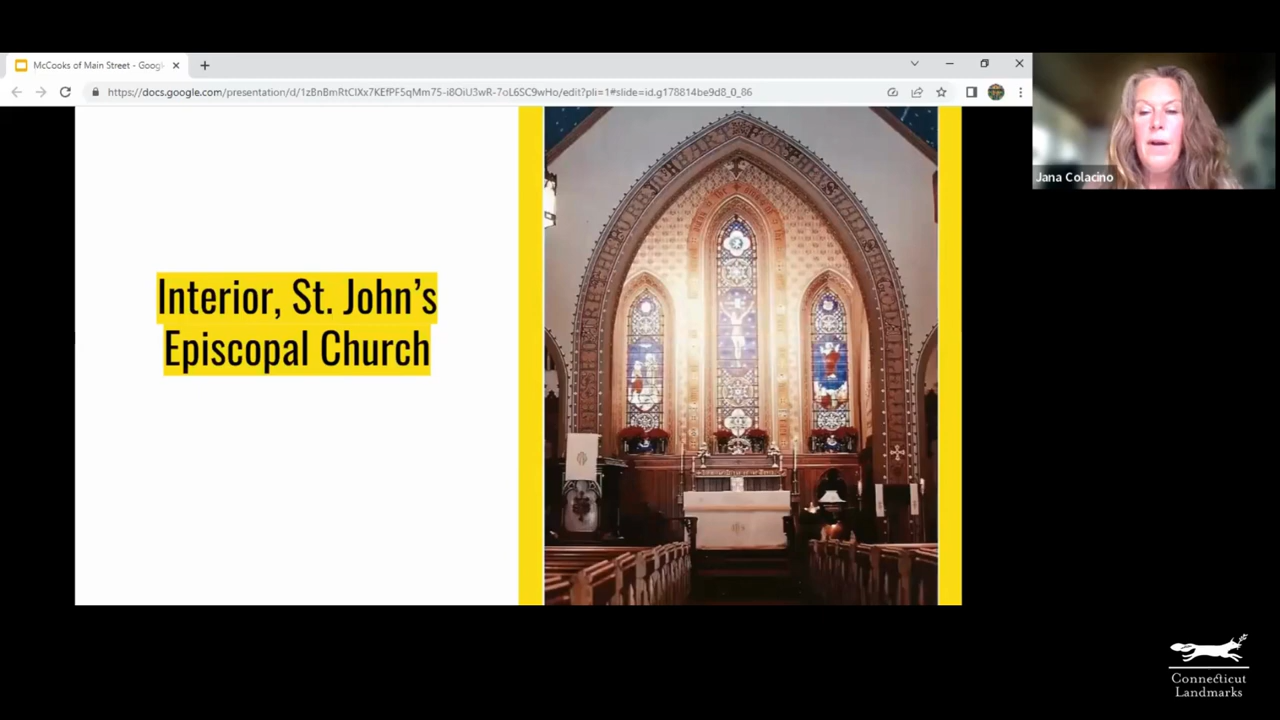 McCooks of Main Street - Googl
https://docs.google.com/presentation/d/1zBnBmRtClXx7KEfPF5qMm75-i8OiU3wR-7oL6SC9wHo/edit?pli=1#slide=id.g178814be9d8_0_86
Jana Colacino
Interior, St. John's
Episcopal Church
Connecticut
Landmarks